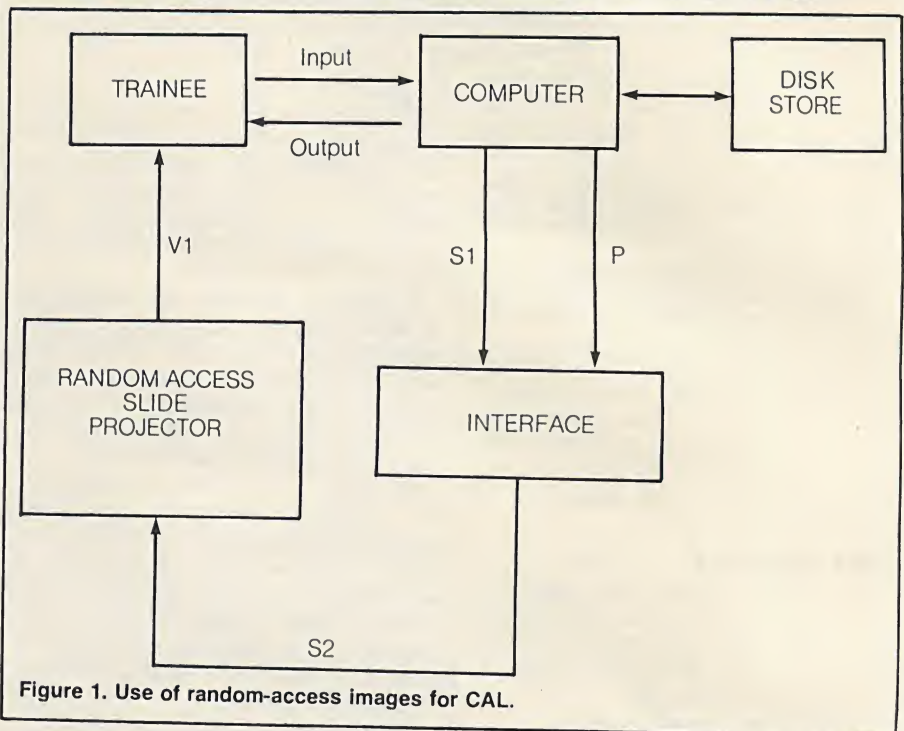 Input
TRAINEE
COMPUTER
DISK
STORE
Output
V1
S1
P
RANDOM ACCESS
SLIDE
PROJECTOR
INTERFACE
S2
Figure 1. Use of random-access images for CAL.